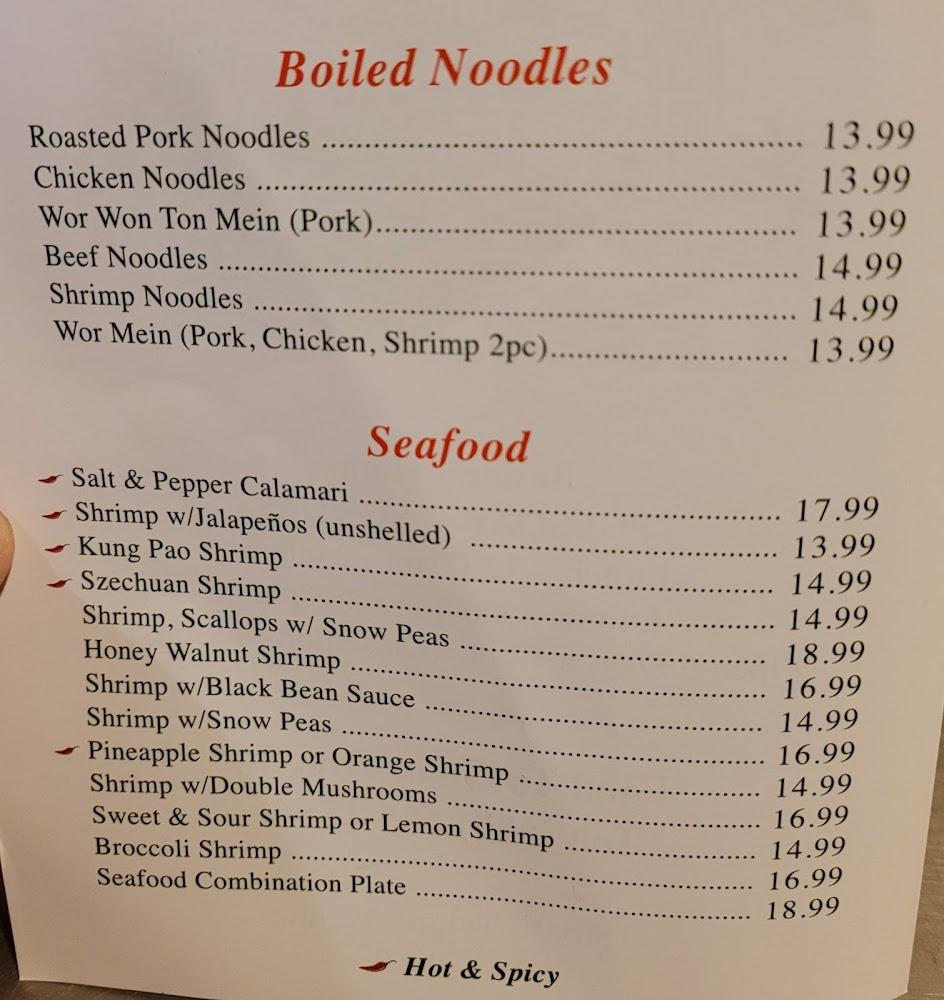 Boiled Noodles
Roasted Pork Noodles ........ 13.99
Chicken Noodles ........ 13.99
Wor Won Ton Mein (Pork)........ 13.99
Beef Noodles ........ 14.99
Shrimp Noodles ........ 14.99
Wor Mein (Pork, Chicken, Shrimp 2pc)........ 13.99
Seafood
Salt & Pepper Calamari ........ 17.99
Shrimp w/Jalapeños (unshelled) ........ 13.99
Kung Pao Shrimp ........ 14.99
Szechuan Shrimp ........ 14.99
Shrimp, Scallops w/ Snow Peas ........ 18.99
Honey Walnut Shrimp ........ 16.99
Shrimp w/Black Bean Sauce ........ 14.99
Shrimp w/Snow Peas ........ 16.99
Pineapple Shrimp or Orange Shrimp ........ 14.99
Shrimp w/Double Mushrooms ........ 16.99
Sweet & Sour Shrimp or Lemon Shrimp ........ 14.99
Broccoli Shrimp ........ 16.99
Seafood Combination Plate ........ 18.99
Hot & Spicy